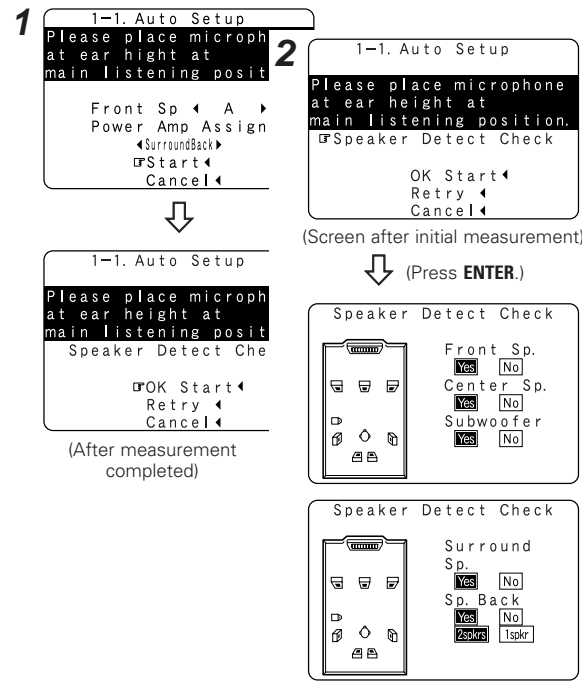 1
1-1. Auto Setup
Please place microph
at ear hight at
main listening posit
Front Sp ◀ A ▶
Power Amp Assign
◀SurroundBack▶
☞Start◀
Cancel◀
1-1. Auto Setup
Please place microph
at ear height at
main listening posit
Speaker Detect Che
☞OK Start◀
Retry ◀
Cancel◀
(After measurement
completed)
2
1-1. Auto Setup
Please place microphone
at ear height at
main listening position.
☞Speaker Detect Check
OK Start◀
Retry ◀
Cancel◀
(Screen after initial measurement)
(Press ENTER.)
Speaker Detect Check
Front Sp.
Yes No
Center Sp.
Yes No
Subwoofer
Yes No
Speaker Detect Check
Surround
Sp.
Yes No
Sp. Back
Yes No
2spkrs 1spkr